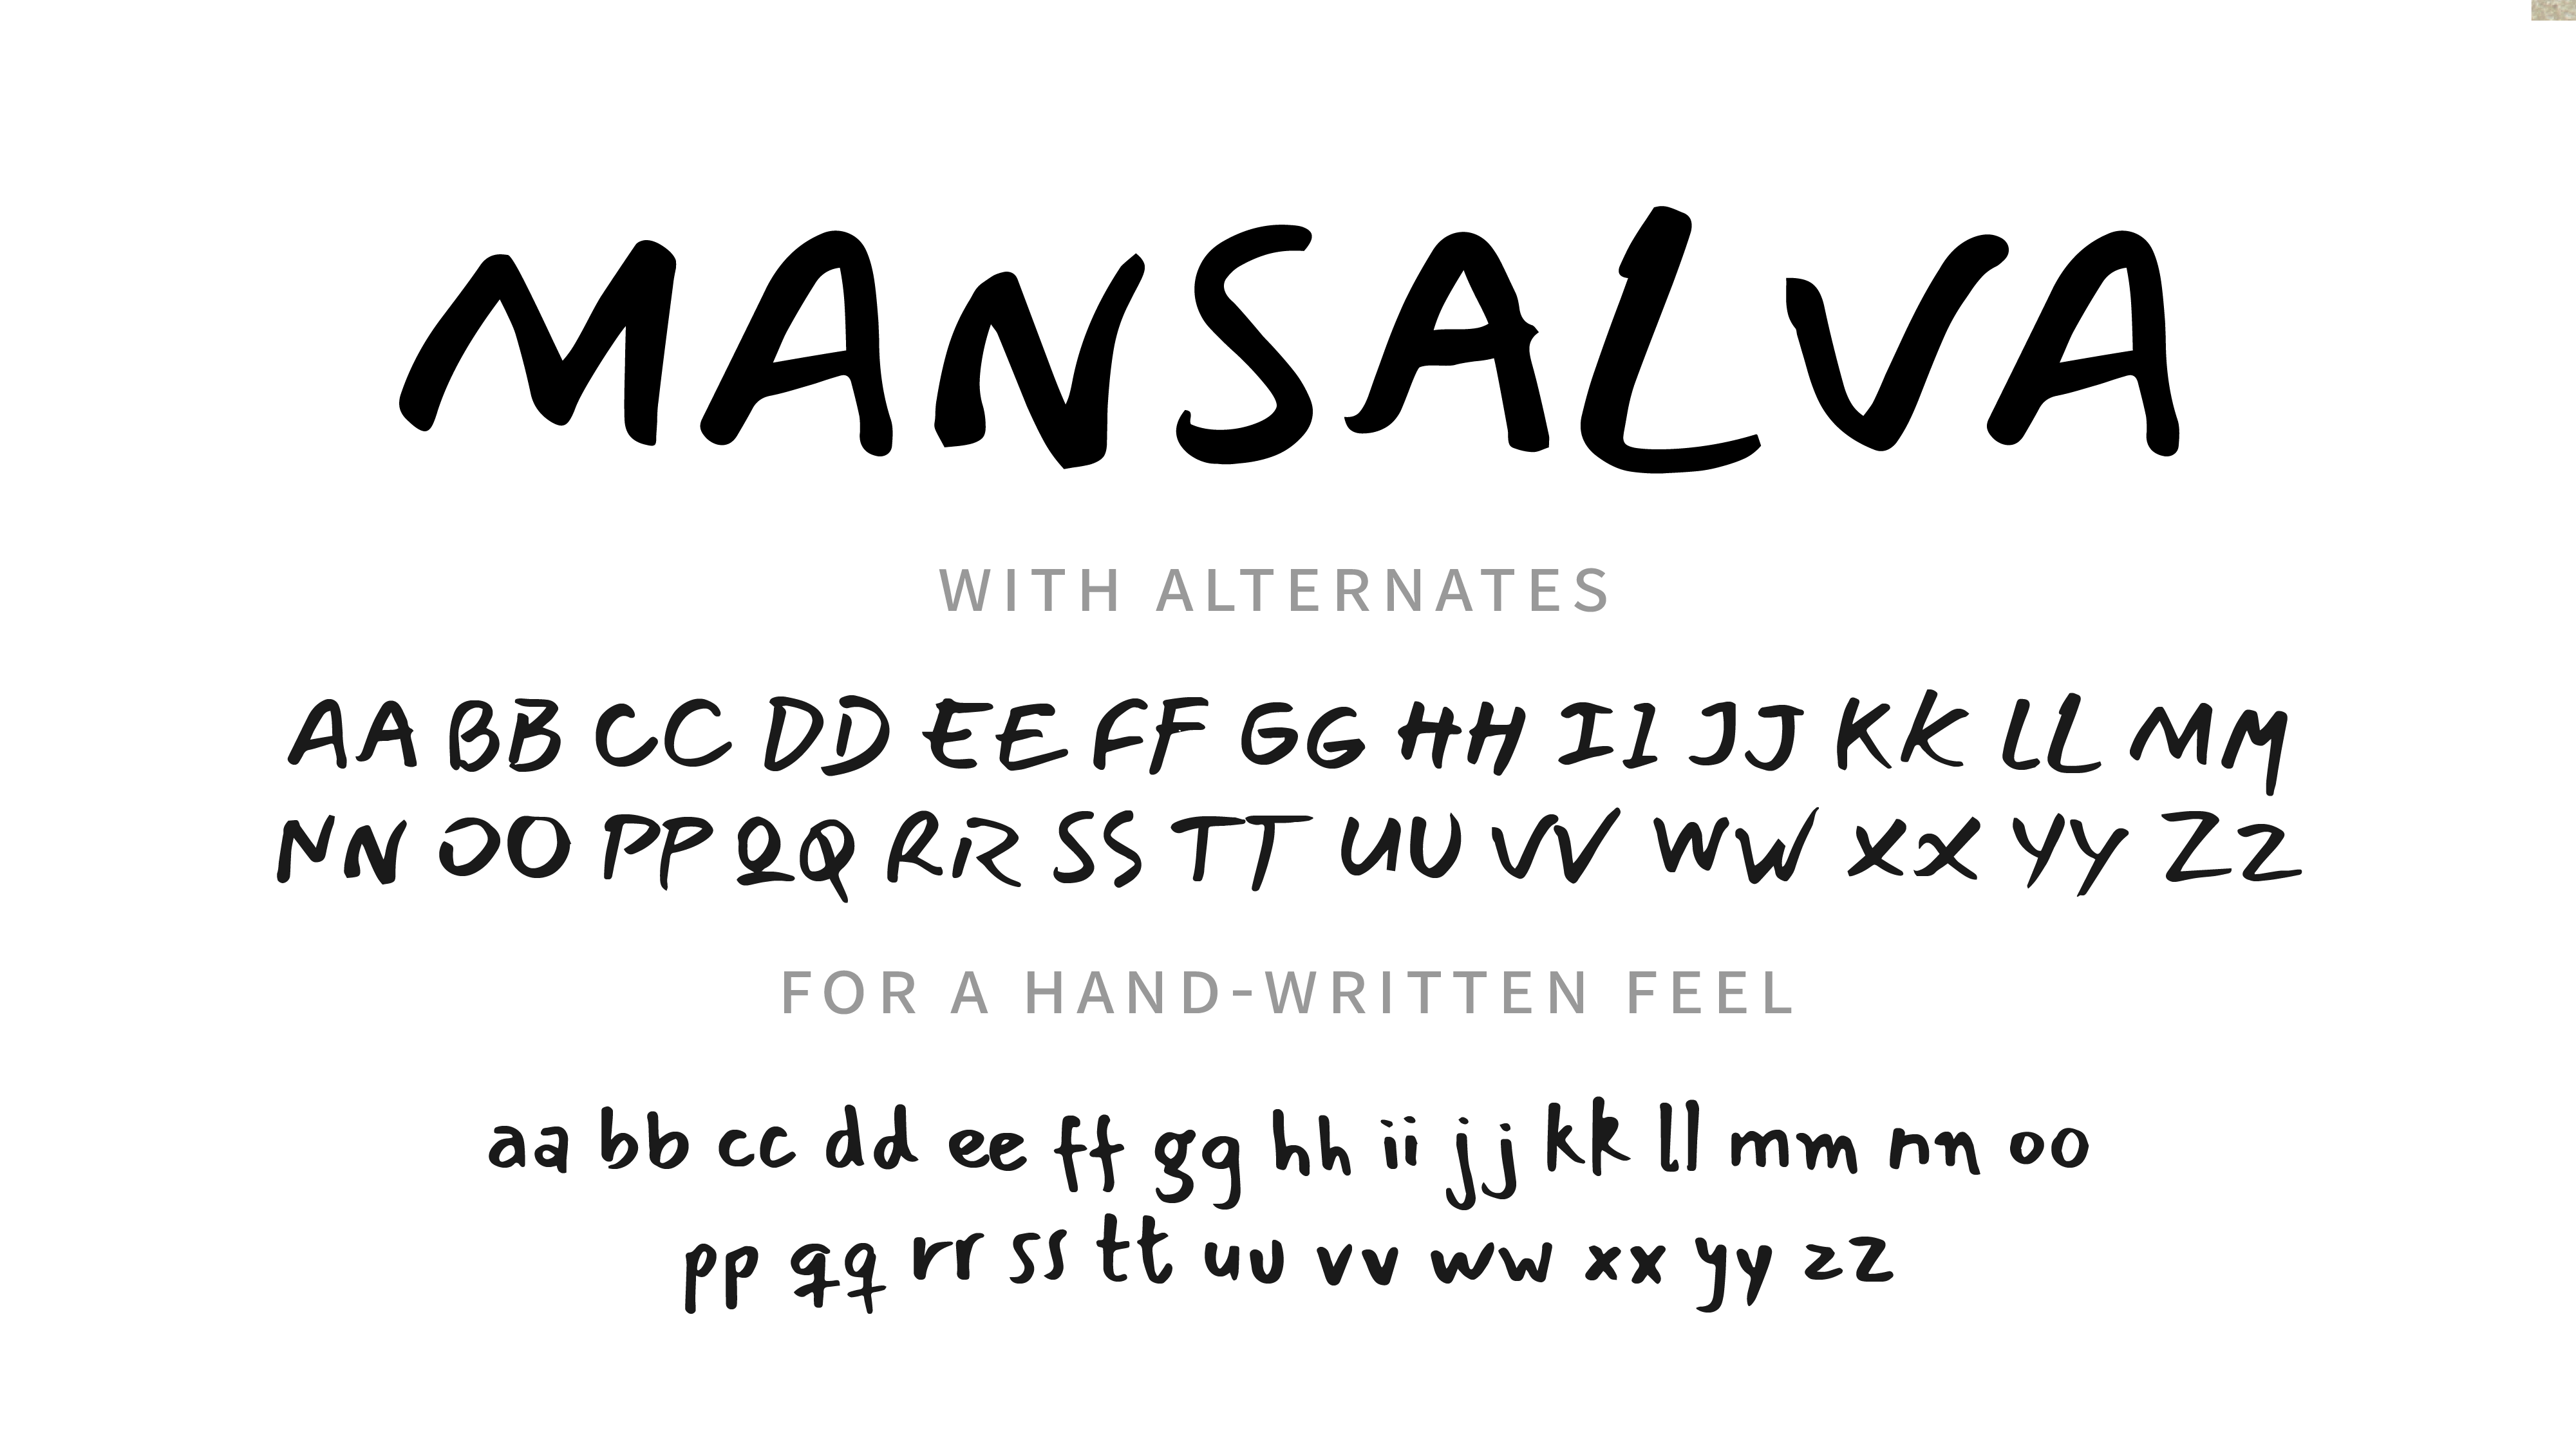 MANSALVA
WITH ALTERNATES
AA BB CC DD EE FF GG HH II JJ KK LL MM
NN OO PP QQ RR SS TT UU VV WW XX YY ZZ
FOR A HAND-WRITTEN FEEL
aa bb cc dd ee ff gg hh ii jj kk ll mm nn oo
pp qq rr ss tt uu vv ww xx yy zz